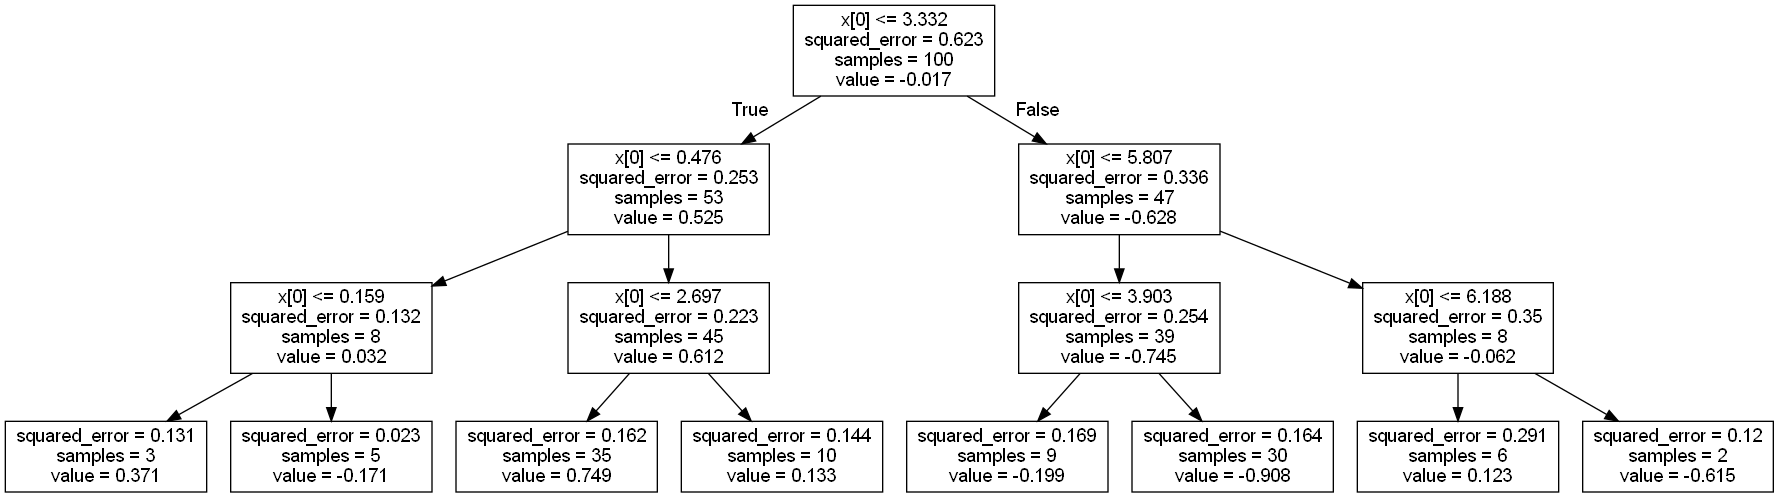 x[0] <= 3.332
squared_error = 0.623
samples = 100
value = -0.017
True
False
x[0] <= 0.476
squared_error = 0.253
samples = 53
value = 0.525
x[0] <= 5.807
squared_error = 0.336
samples = 47
value = -0.628
x[0] <= 0.159
squared_error = 0.132
samples = 8
value = 0.032
x[0] <= 2.697
squared_error = 0.223
samples = 45
value = 0.612
x[0] <= 3.903
squared_error = 0.254
samples = 39
value = -0.745
x[0] <= 6.188
squared_error = 0.35
samples = 8
value = -0.062
squared_error = 0.131
samples = 3
value = 0.371
squared_error = 0.023
samples = 5
value = -0.171
squared_error = 0.162
samples = 35
value = 0.749
squared_error = 0.144
samples = 10
value = 0.133
squared_error = 0.169
samples = 9
value = -0.199
squared_error = 0.164
samples = 30
value = -0.908
squared_error = 0.291
samples = 6
value = 0.123
squared_error = 0.12
samples = 2
value = -0.615